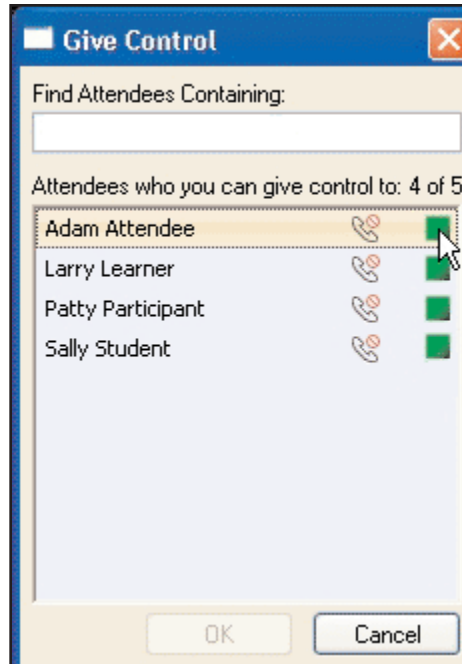 Give Control
Find Attendees Containing:
Attendees who you can give control to: 4 of 5
Adam Attendee
Larry Learner
Patty Participant
Sally Student
OK
Cancel